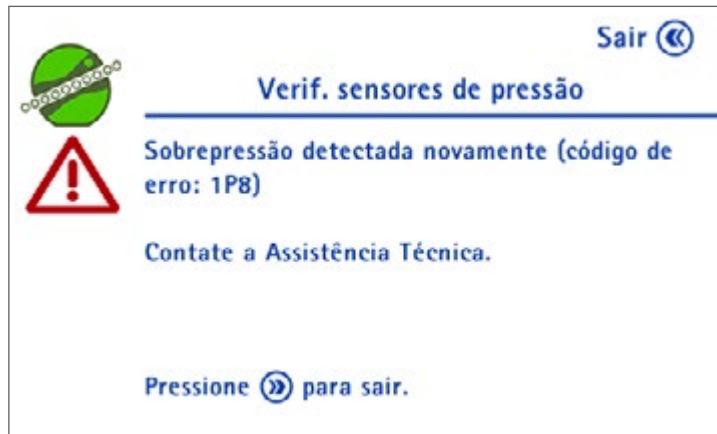 Sair
Verif. sensores de pressão
Sobrepressão detectada novamente (código de
erro: 1P8)
Contate a Assistência Técnica.
Pressione para sair.